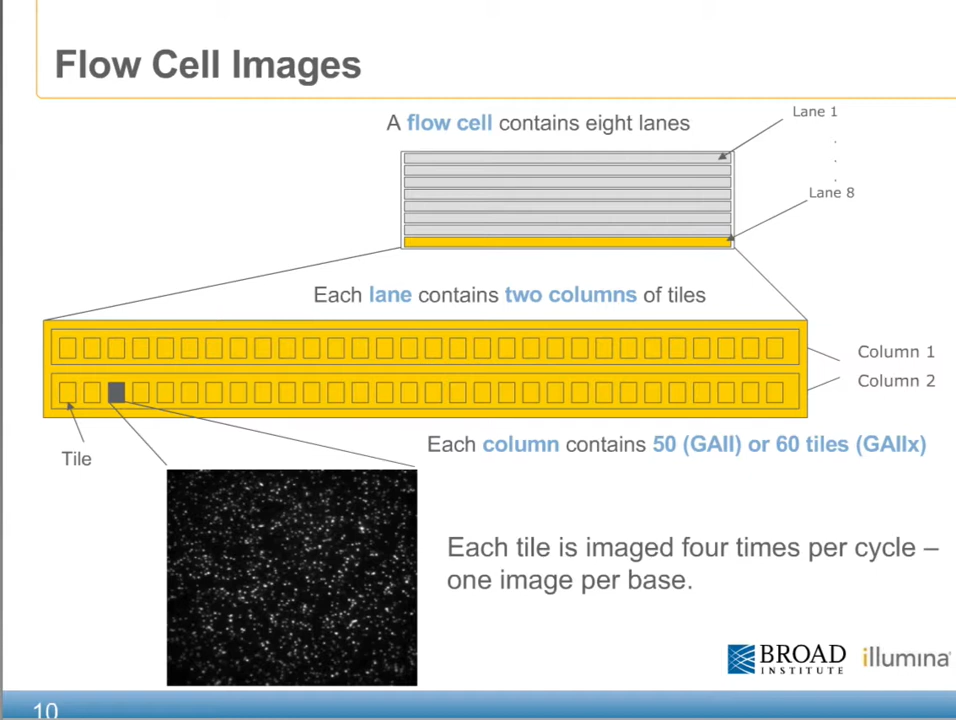 Flow Cell Images
A flow cell contains eight lanes
Lane 1
.
.
.
Lane 8
Each lane contains two columns of tiles
Column 1
Column 2
Each column contains 50 (GAII) or 60 tiles (GAIIx)
Tile
Each tile is imaged four times per cycle –
one image per base.
BROAD
INSTITUTE
illumina
10